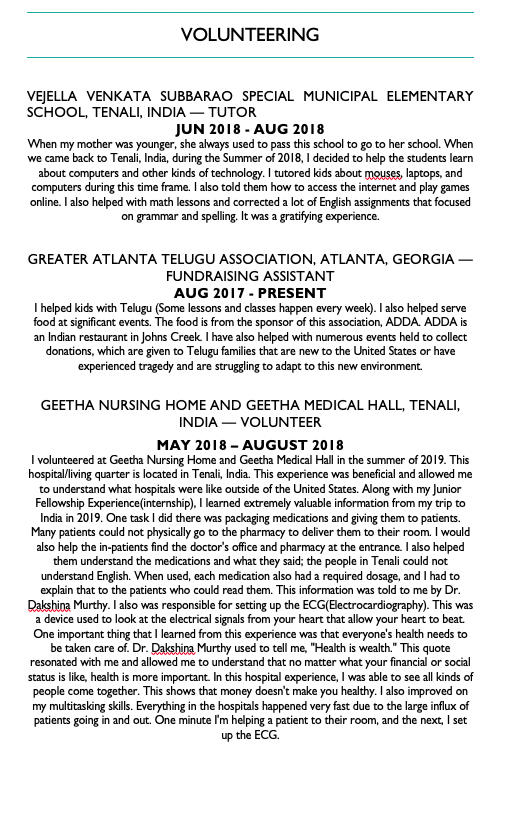 VOLUNTEERING
VEJELLA VENKATA SUBBARAO SPECIAL MUNICIPAL ELEMENTARY
SCHOOL, TENALI, INDIA — TUTOR
JUN 2018 - AUG 2018
When my mother was younger, she always used to pass this school to go to her school. When
we came back to Tenali, India, during the Summer of 2018, I decided to help the students learn
about computers and other kinds of technology. I tutored kids about mouses, laptops, and
computers during this time frame. I also told them how to access the internet and play games
online. I also helped with math lessons and corrected a lot of English assignments that focused
on grammar and spelling. It was a gratifying experience.
GREATER ATLANTA TELUGU ASSOCIATION, ATLANTA, GEORGIA —
FUNDRAISING ASSISTANT
AUG 2017 - PRESENT
I helped kids with Telugu (Some lessons and classes happen every week). I also helped serve
food at significant events. The food is from the sponsor of this association, ADDA. ADDA is
an Indian restaurant in Johns Creek. I have also helped with numerous events held to collect
donations, which are given to Telugu families that are new to the United States or have
experienced tragedy and are struggling to adapt to this new environment.
GEETHA NURSING HOME AND GEETHA MEDICAL HALL, TENALI,
INDIA — VOLUNTEER
MAY 2018 – AUGUST 2018
I volunteered at Geetha Nursing Home and Geetha Medical Hall in the summer of 2019. This
hospital/living quarter is located in Tenali, India. This experience was beneficial and allowed me
to understand what hospitals were like outside of the United States. Along with my Junior
Fellowship Experience(internship), I learned extremely valuable information from my trip to
India in 2019. One task I did there was packaging medications and giving them to patients.
Many patients could not physically go to the pharmacy to deliver them to their room. I would
also help the in-patients find the doctor's office and pharmacy at the entrance. I also helped
them understand the medications and what they said; the people in Tenali could not
understand English. When used, each medication also had a required dosage, and I had to
explain that to the patients who could read them. This information was told to me by Dr.
Dakshina Murthy. I also was responsible for setting up the ECG(Electrocardiography). This was
a device used to look at the electrical signals from your heart that allow your heart to beat.
One important thing that I learned from this experience was that everyone's health needs to
be taken care of. Dr. Dakshina Murthy used to tell me, "Health is wealth." This quote
resonated with me and allowed me to understand that no matter what your financial or social
status is like, health is more important. In this hospital experience, I was able to see all kinds of
people come together. This shows that money doesn't make you healthy. I also improved on
my multitasking skills. Everything in the hospitals happened very fast due to the large influx of
patients going in and out. One minute I'm helping a patient to their room, and the next, I set
up the ECG.